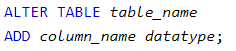 ALTER TABLE table_name
ADD column_name datatype;